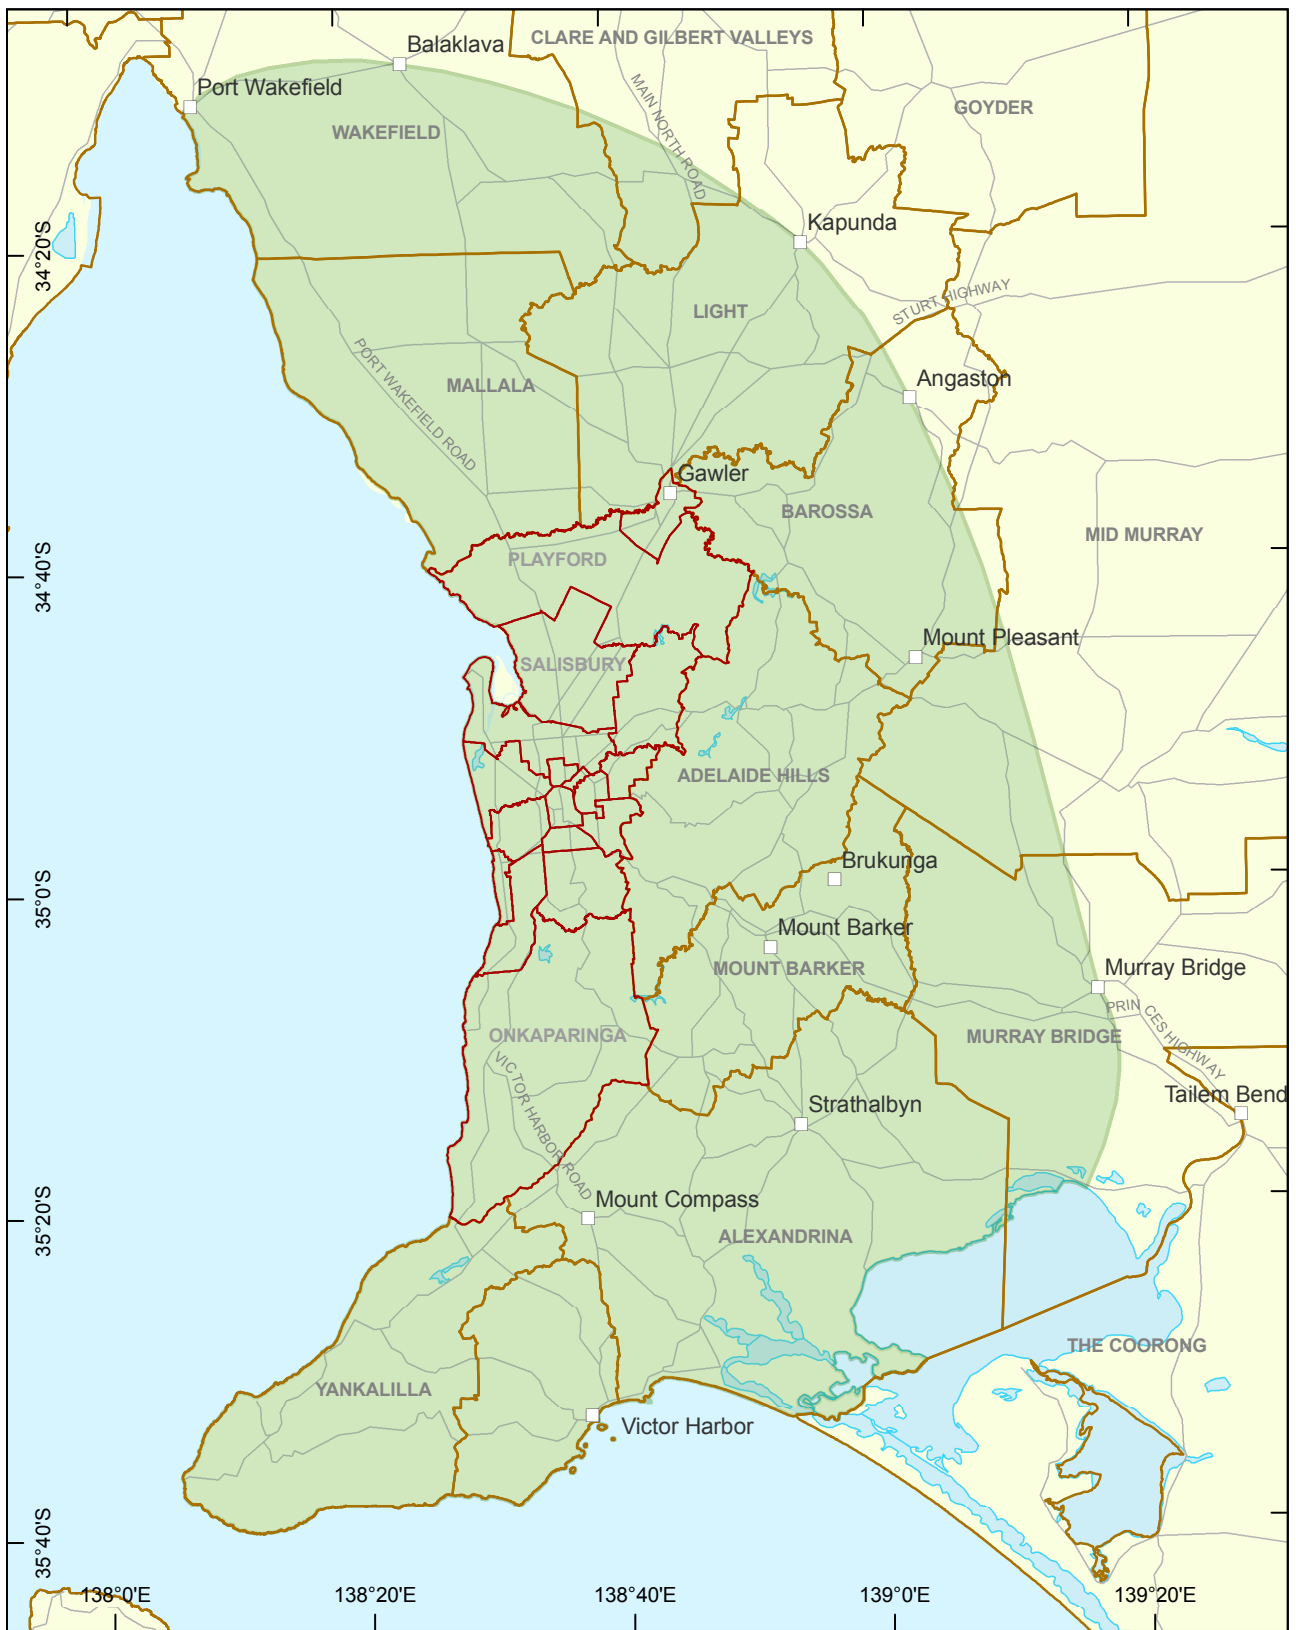 Balaklava
CLARE AND GILBERT VALLEYS
Port Wakefield
MAIN NORTH ROAD
GOYDER
WAKEFIELD
Kapunda
34°20'S
STURT HIGHWAY
LIGHT
PORT WAKEFIELD ROAD
MALLALA
Angaston
Gawler
BAROSSA
MID MURRAY
PLAYFORD
34°40'S
Mount Pleasant
SALISBURY
ADELAIDE HILLS
Brukunga
35°0'S
Mount Barker
MOUNT BARKER
Murray Bridge
PRINCES HIGHWAY
ONKAPARINGA
MURRAY BRIDGE
VICTOR HARBOR ROAD
Tailem Bend
Strathalbyn
Mount Compass
35°20'S
ALEXANDRINA
THE COORONG
YANKALILLA
Victor Harbor
35°40'S
138°0'E
138°20'E
138°40'E
139°0'E
139°20'E